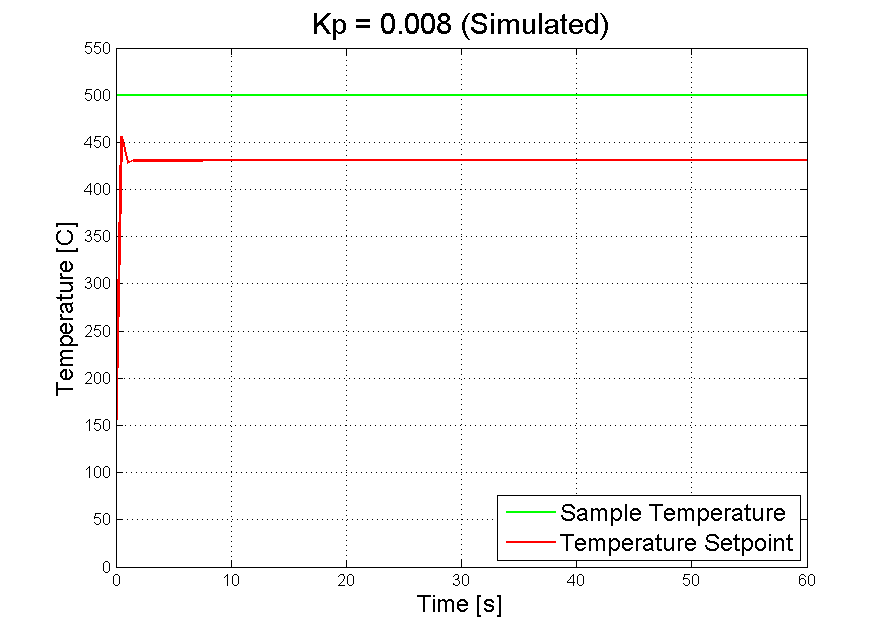 Kp = 0.008 (Simulated)
550
500
450
400
350
300
250
200
150
100
50
0
Temperature [C]
0 10 20 30 40 50 60
Time [s]
Sample Temperature
Temperature Setpoint